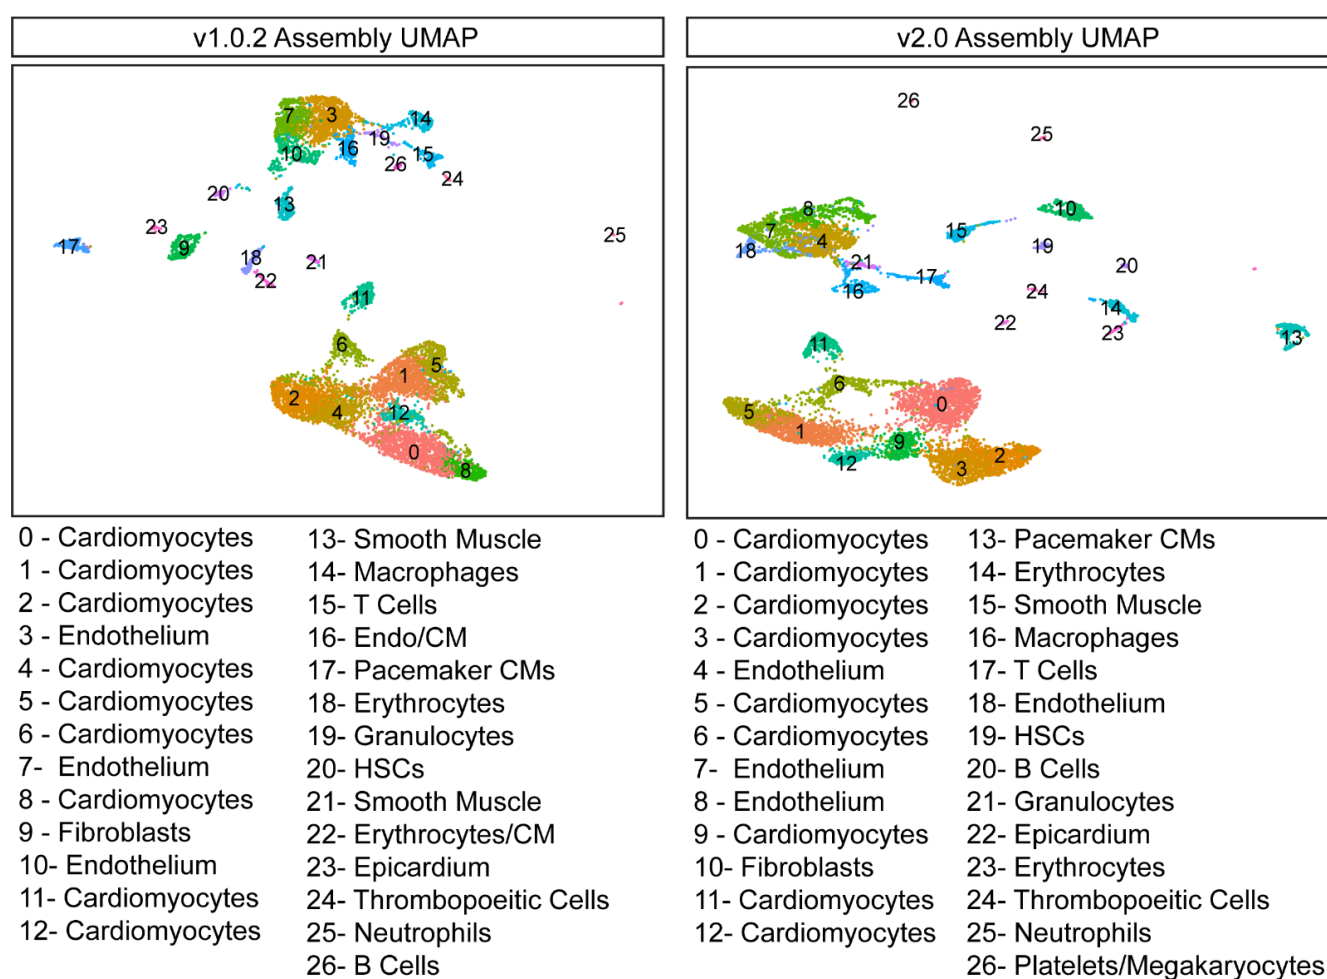 v1.0.2 Assembly UMAP
7 3 14
19
10 16 15
26
24
20
13
23
17 9
25
18 21
22
11
6
1 5
2
4 12
0
8
0 - Cardiomyocytes
1 - Cardiomyocytes
2 - Cardiomyocytes
3 - Endothelium
4 - Cardiomyocytes
5 - Cardiomyocytes
6 - Cardiomyocytes
7- Endothelium
8 - Cardiomyocytes
9 - Fibroblasts
10- Endothelium
11- Cardiomyocytes
12- Cardiomyocytes
13- Smooth Muscle
14- Macrophages
15- T Cells
16- Endo/CM
17- Pacemaker CMs
18- Erythrocytes
19- Granulocytes
20- HSCs
21- Smooth Muscle
22- Erythrocytes/CM
23- Epicardium
24- Thrombopoeitic Cells
25- Neutrophils
26- B Cells
v2.0 Assembly UMAP
26
25
8 10
7 15
18 4 19
21 20
16 17 24
14
22 23 13
11
6
5 0
1
9
12 3 2
0 - Cardiomyocytes
1 - Cardiomyocytes
2 - Cardiomyocytes
3 - Cardiomyocytes
4 - Endothelium
5 - Cardiomyocytes
6 - Cardiomyocytes
7- Endothelium
8 - Endothelium
9 - Cardiomyocytes
10- Fibroblasts
11- Cardiomyocytes
12- Cardiomyocytes
13- Pacemaker CMs
14- Erythrocytes
15- Smooth Muscle
16- Macrophages
17- T Cells
18- Endothelium
19- HSCs
20- B Cells
21- Granulocytes
22- Epicardium
23- Erythrocytes
24- Thrombopoeitic Cells
25- Neutrophils
26- Platelets/Megakaryocytes